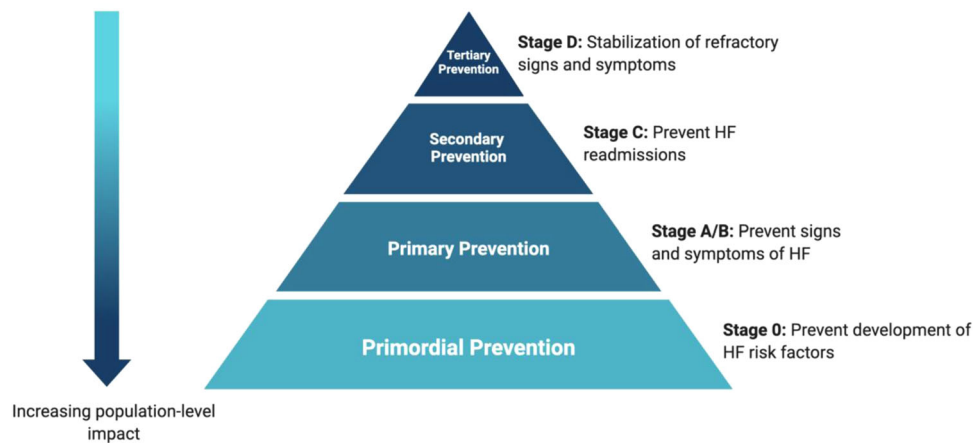 Tertiary
Prevention
Stage D: Stabilization of refractory
signs and symptoms
Secondary
Prevention
Stage C: Prevent HF
readmissions
Primary Prevention
Stage A/B: Prevent signs
and symptoms of HF
Primordial Prevention
Stage 0: Prevent development of
HF risk factors
Increasing population-level
impact